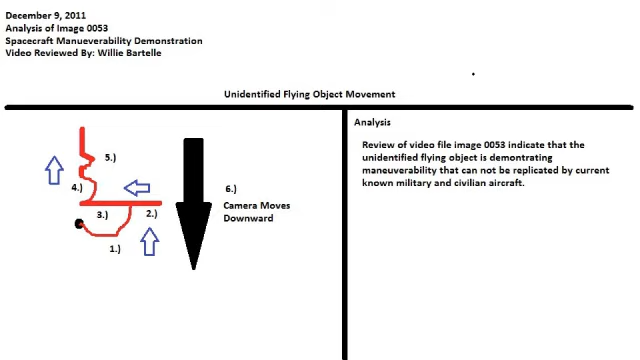 December 9, 2011
Analysis of Image 0053
Spacecraft Manueverability Demonstration
Video Reviewed By: Willie Bartelle
Unidentified Flying Object Movement
Analysis
Review of video file image 0053 indicate that the
unidentified flying object is demontrating
maneuverability that can not be replicated by current
known military and civilian aircraft.
5.)
4.)
3.)
2.)
1.)
6.)
Camera Moves
Downward